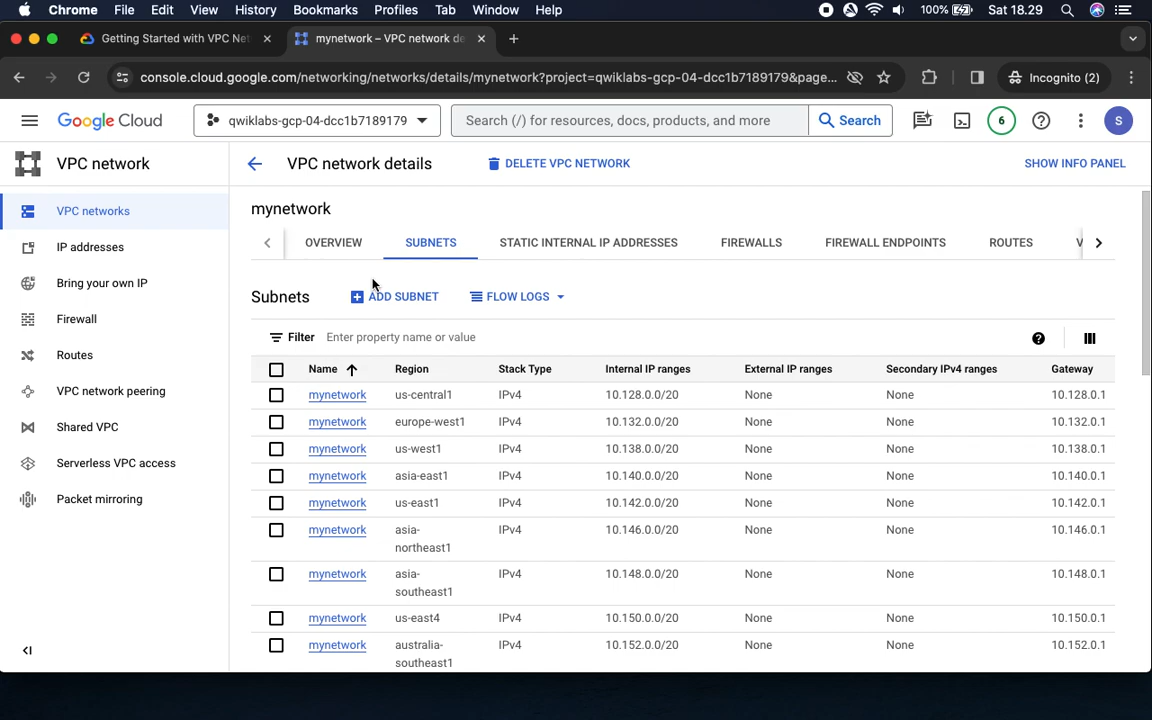 Chrome File Edit View History Bookmarks Profiles Tab Window Help 100% Sat 18.29
Getting Started with VPC Net
mynetwork – VPC network de
console.cloud.google.com/networking/networks/details/mynetwork?project=qwiklabs-gcp-04-dcc1b7189179&page... Incognito (2)
Google Cloud qwiklabs-gcp-04-dcc1b7189179 Search (/) for resources, docs, products, and more Search 6 S
VPC network
VPC network details DELETE VPC NETWORK SHOW INFO PANEL
VPC networks
IP addresses
Bring your own IP
Firewall
Routes
VPC network peering
Shared VPC
Serverless VPC access
Packet mirroring
mynetwork
OVERVIEW SUBNETS STATIC INTERNAL IP ADDRESSES FIREWALLS FIREWALL ENDPOINTS ROUTES V
Subnets ADD SUBNET FLOW LOGS
Filter Enter property name or value
Name Region Stack Type Internal IP ranges External IP ranges Secondary IPv4 ranges Gateway
mynetwork us-central1 IPv4 10.128.0.0/20 None None 10.128.0.1
mynetwork europe-west1 IPv4 10.132.0.0/20 None None 10.132.0.1
mynetwork us-west1 IPv4 10.138.0.0/20 None None 10.138.0.1
mynetwork asia-east1 IPv4 10.140.0.0/20 None None 10.140.0.1
mynetwork us-east1 IPv4 10.142.0.0/20 None None 10.142.0.1
mynetwork asia- IPv4 10.146.0.0/20 None None 10.146.0.1
northeast1
mynetwork asia- IPv4 10.148.0.0/20 None None 10.148.0.1
southeast1
mynetwork us-east4 IPv4 10.150.0.0/20 None None 10.150.0.1
mynetwork australia- IPv4 10.152.0.0/20 None None 10.152.0.1
southeast1